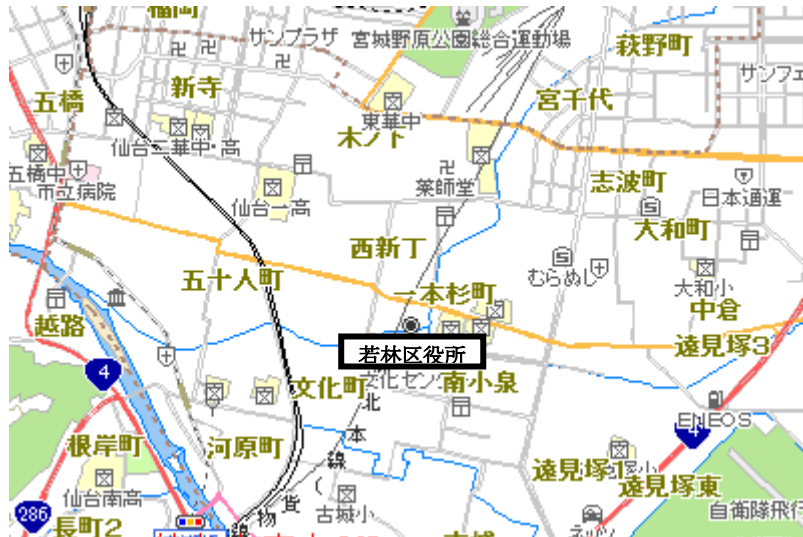 福岡
サンプラザ
宮城野原公園総合運動場
萩野町
サンフェ
五橋
新寺
宮千代
東華中
木ノ下
仙台二華中・高
五橋中
市立病院
薬師堂
志波町
日本通運
仙台一高
大和町
西新丁
むらぬし
五十人町
一本杉町
大和小
中倉
越路
若林区役所
遠見塚3
4
文化町
文化セン
南小泉
ENEOS
4
北本線(貨物線
根岸町
河原町
遠見塚
遠見塚東
仙台南高
古城小
自衛隊飛行
286
長町2